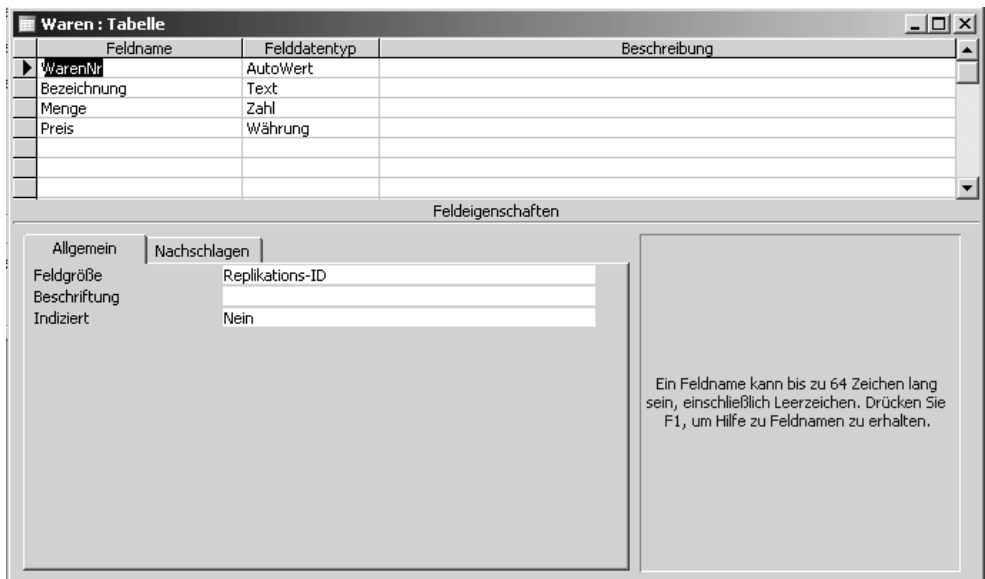 Waren : Tabelle
Feldname Felddatentyp Beschreibung
WarenNr AutoWert
Bezeichnung Text
Menge Zahl
Preis Währung
Feldeigenschaften
Allgemein Nachschlagen
Feldgröße Replikations-ID
Beschriftung
Indiziert Nein
Ein Feldname kann bis zu 64 Zeichen lang
sein, einschließlich Leerzeichen. Drücken Sie
F1, um Hilfe zu Feldnamen zu erhalten.